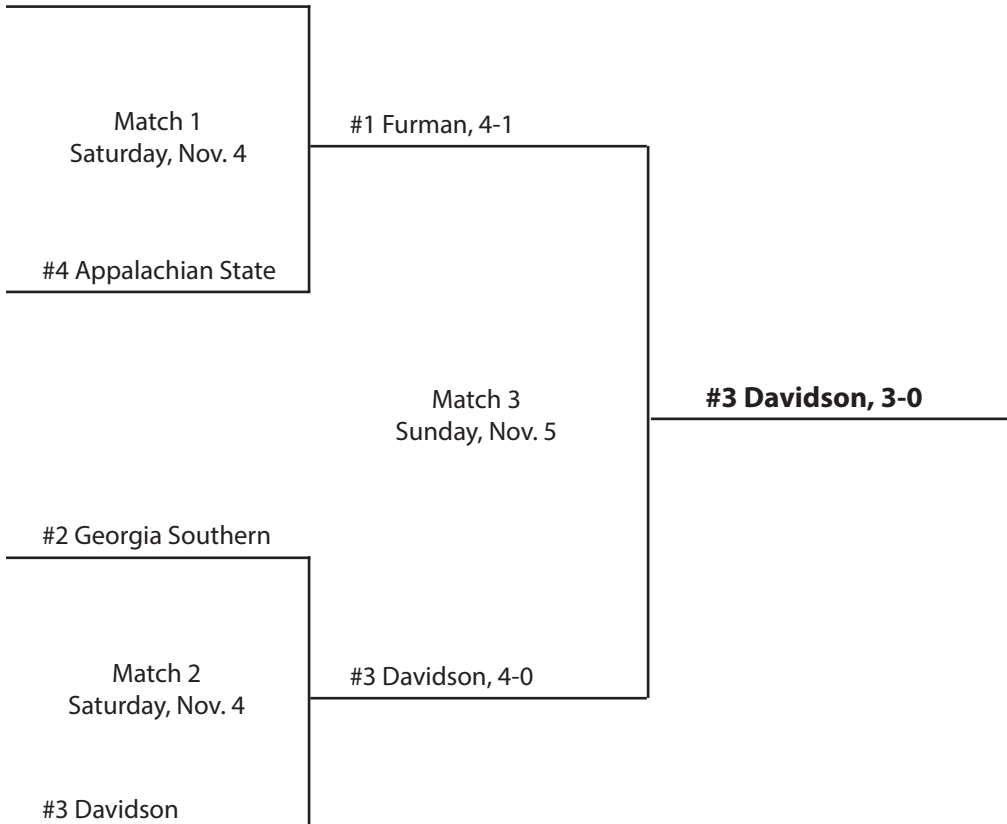 Match 1
Saturday, Nov. 4
#1 Furman, 4-1
#4 Appalachian State
Match 3
Sunday, Nov. 5
#3 Davidson, 3-0
#2 Georgia Southern
Match 2
Saturday, Nov. 4
#3 Davidson, 4-0
#3 Davidson